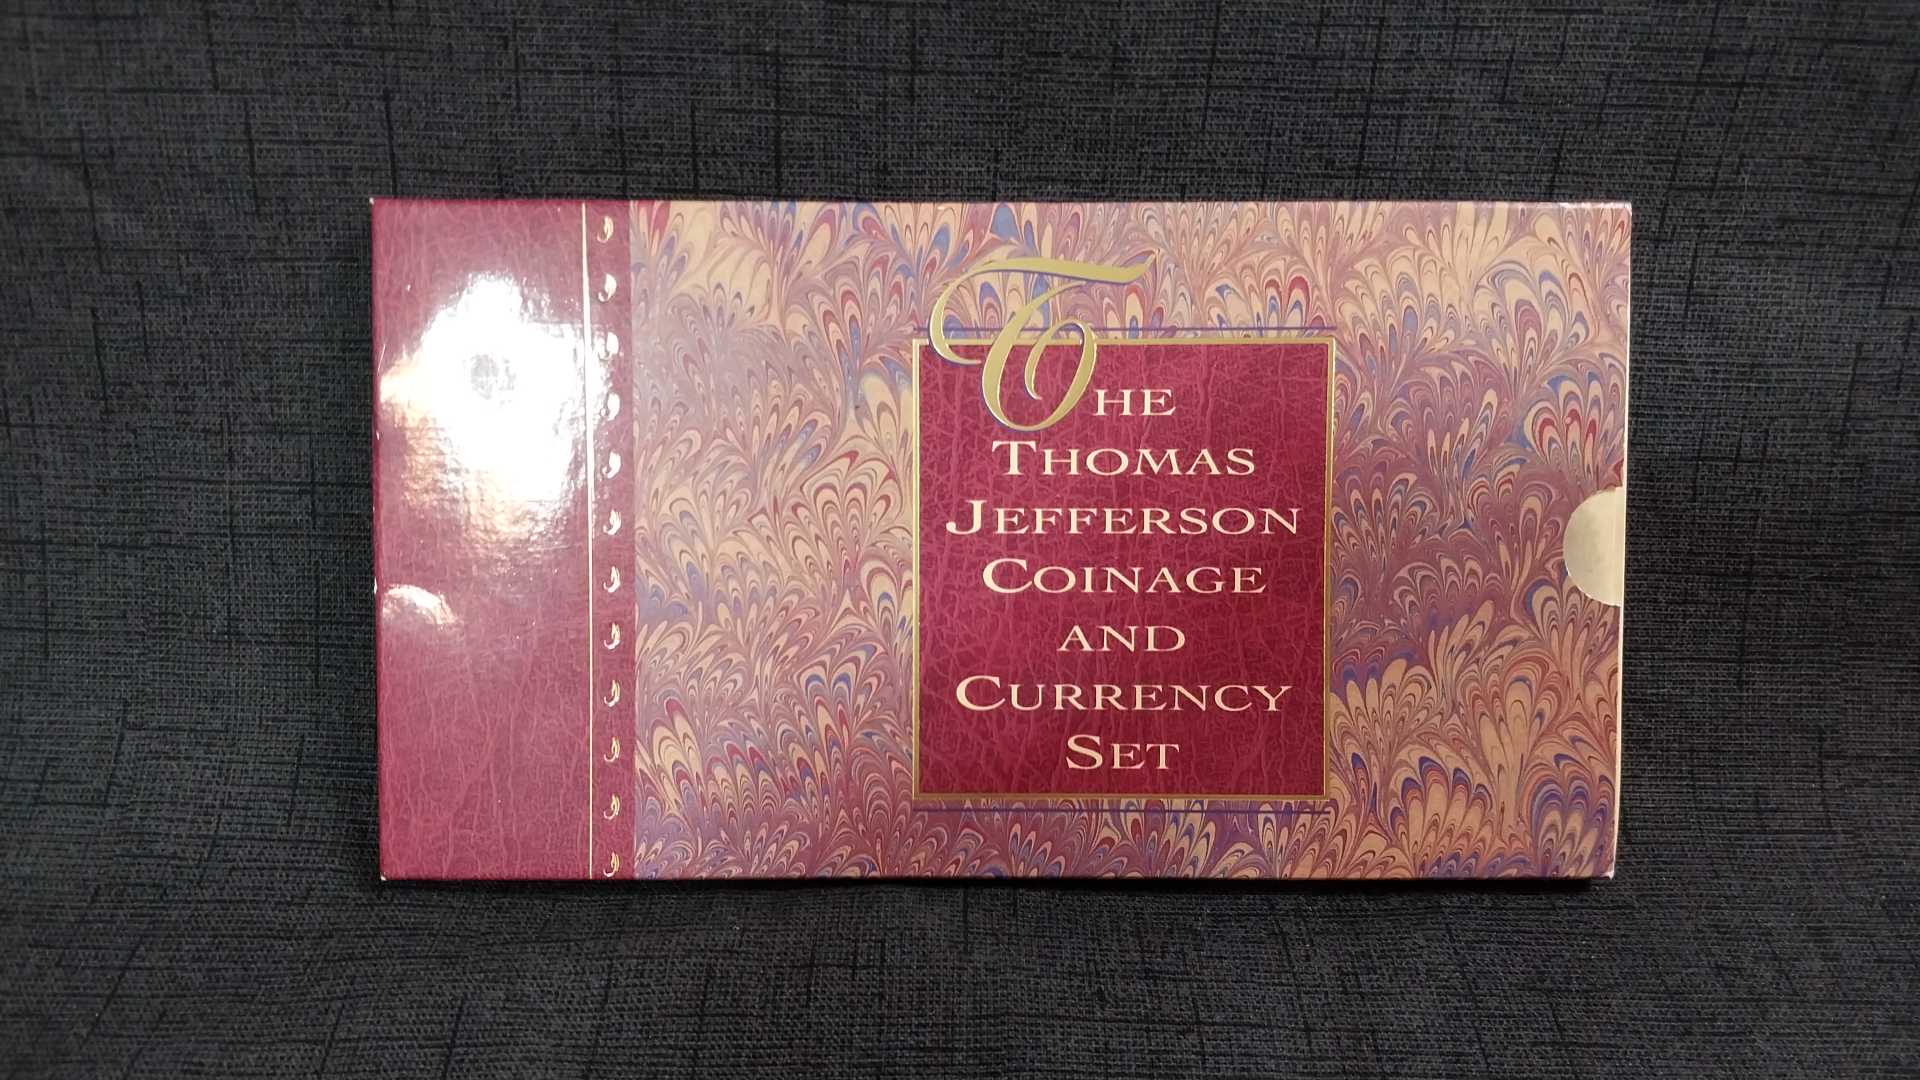 THE
THOMAS
JEFFERSON
COINAGE
AND
CURRENCY
SET